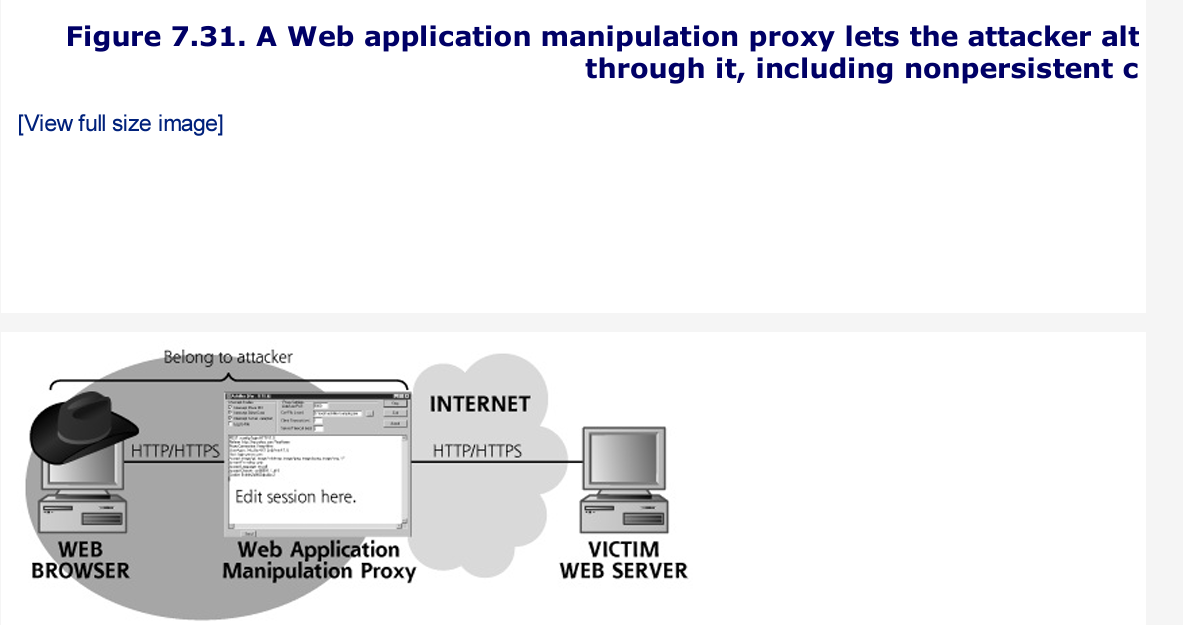 Figure 7.31. A Web application manipulation proxy lets the attacker alt
through it, including nonpersistent c
[View full size image]
Belong to attacker
INTERNET
HTTP/HTTPS
HTTP/HTTPS
Edit session here.
WEB
BROWSER
Web Application
Manipulation Proxy
VICTIM
WEB SERVER